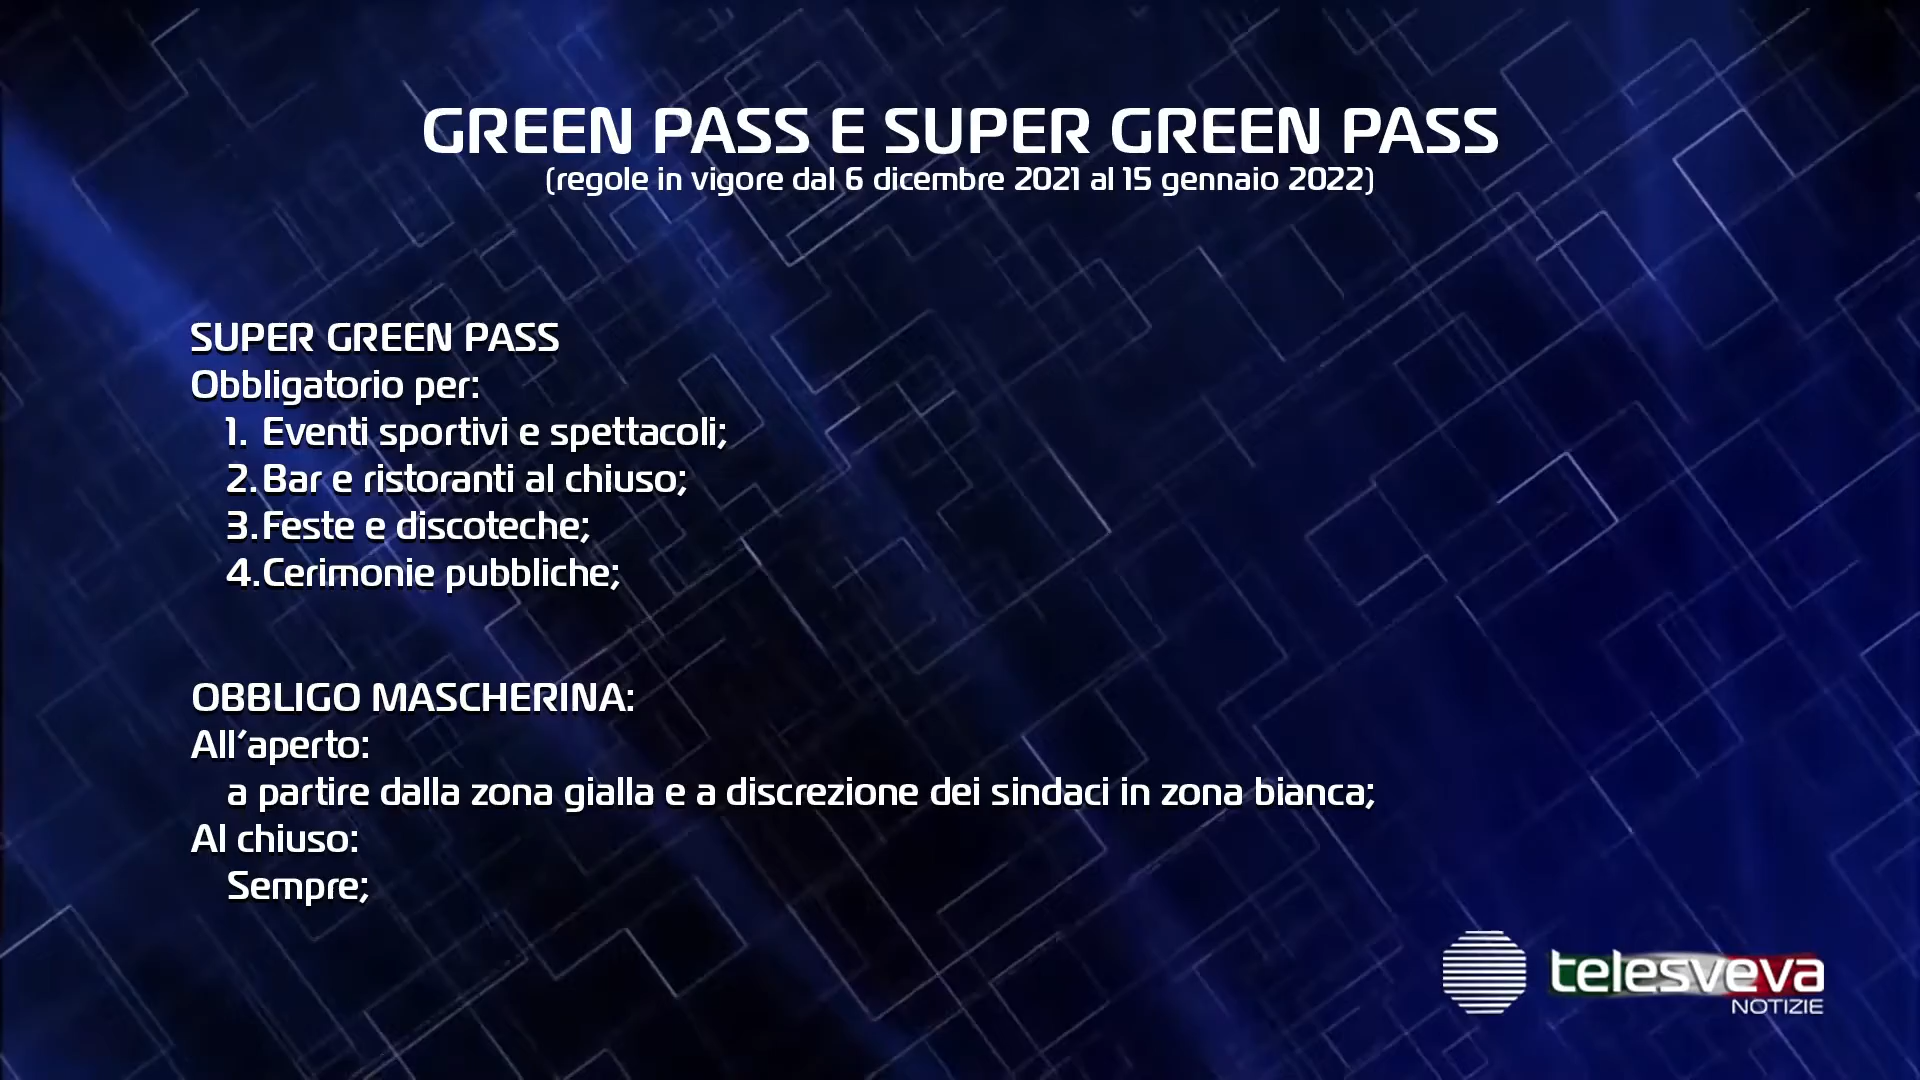 GREEN PASS E SUPER GREEN PASS
(regole in vigore dal 6 dicembre 2021 al 15 gennaio 2022)
SUPER GREEN PASS
Obbligatorio per:
1. Eventi sportivi e spettacoli;
2. Bar e ristoranti al chiuso;
3. Feste e discoteche;
4. Cerimonie pubbliche;
OBBLIGO MASCHERINA:
All'aperto:
a partire dalla zona gialla e a discrezione dei sindaci in zona bianca;
Al chiuso:
Sempre;
telesveva
NOTIZIE